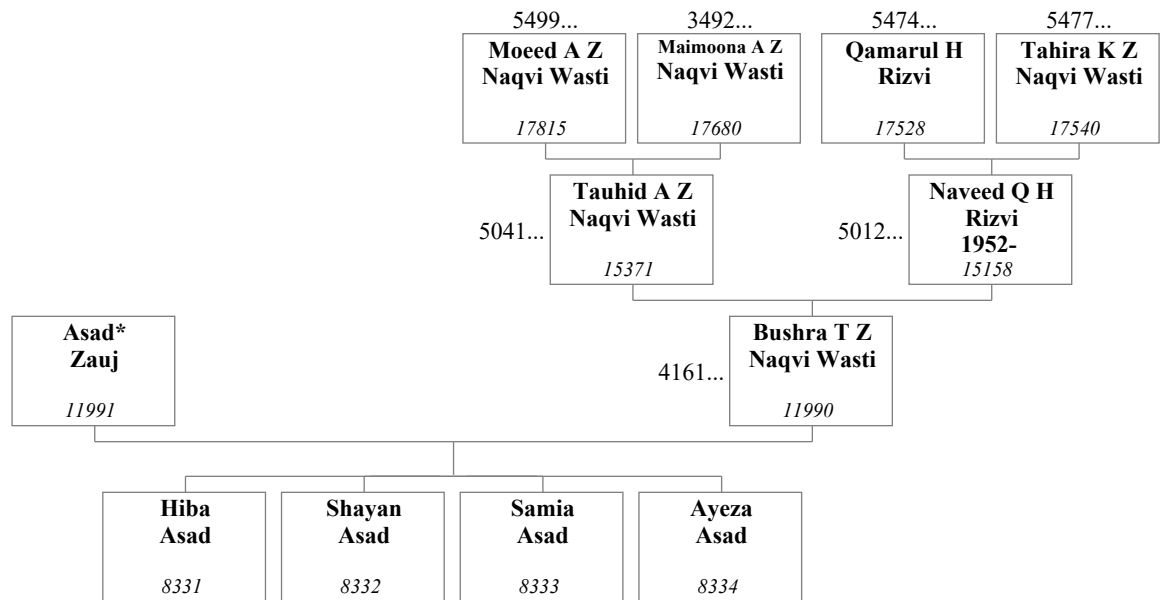 5499...
Moeed A Z
Naqvi Wasti
17815
3492...
Maimoona A Z
Naqvi Wasti
17680
5474...
Qamarul H
Rizvi
17528
5477...
Tahira K Z
Naqvi Wasti
17540
5041...
Tauhid A Z
Naqvi Wasti
15371
5012...
Naveed Q H
Rizvi
1952-
15158
Asad*
Zauj
11991
4161...
Bushra T Z
Naqvi Wasti
11990
Hiba
Asad
8331
Shayan
Asad
8332
Samia
Asad
8333
Ayeza
Asad
8334